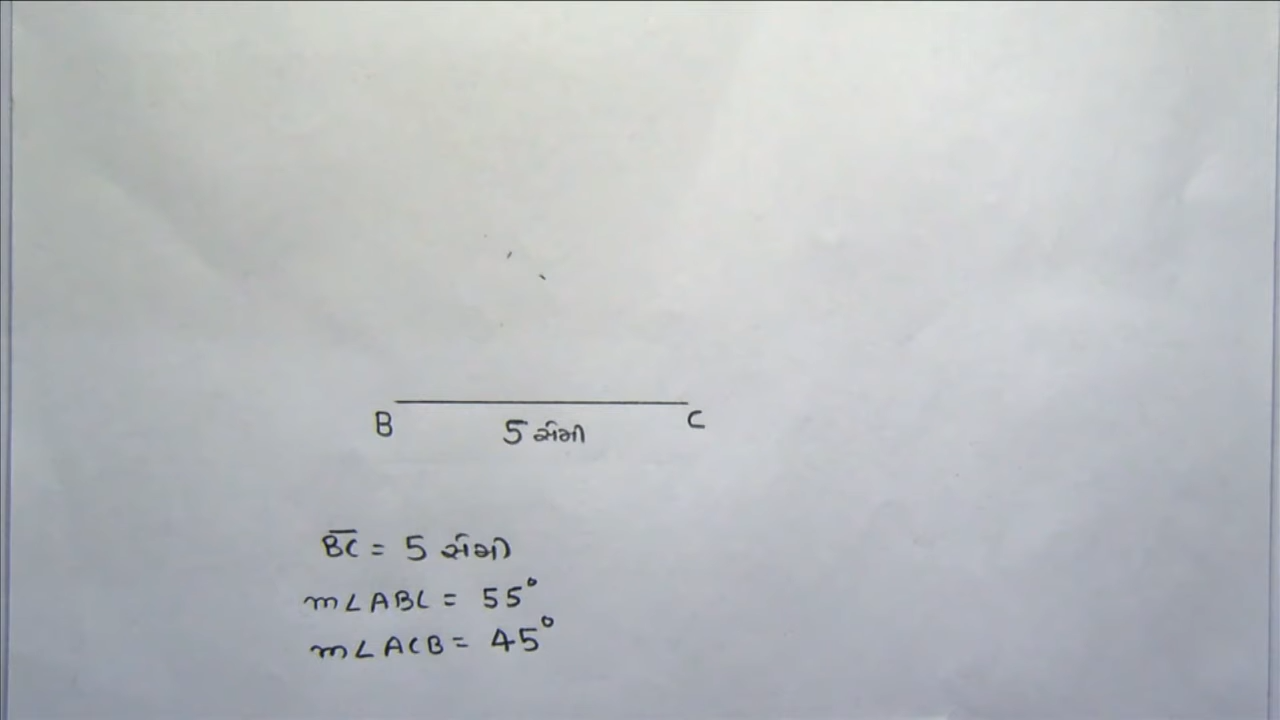 B
5 સેમી
C
BC = 5 સેમી
m∠ABC = 55°
m∠ACB = 45°